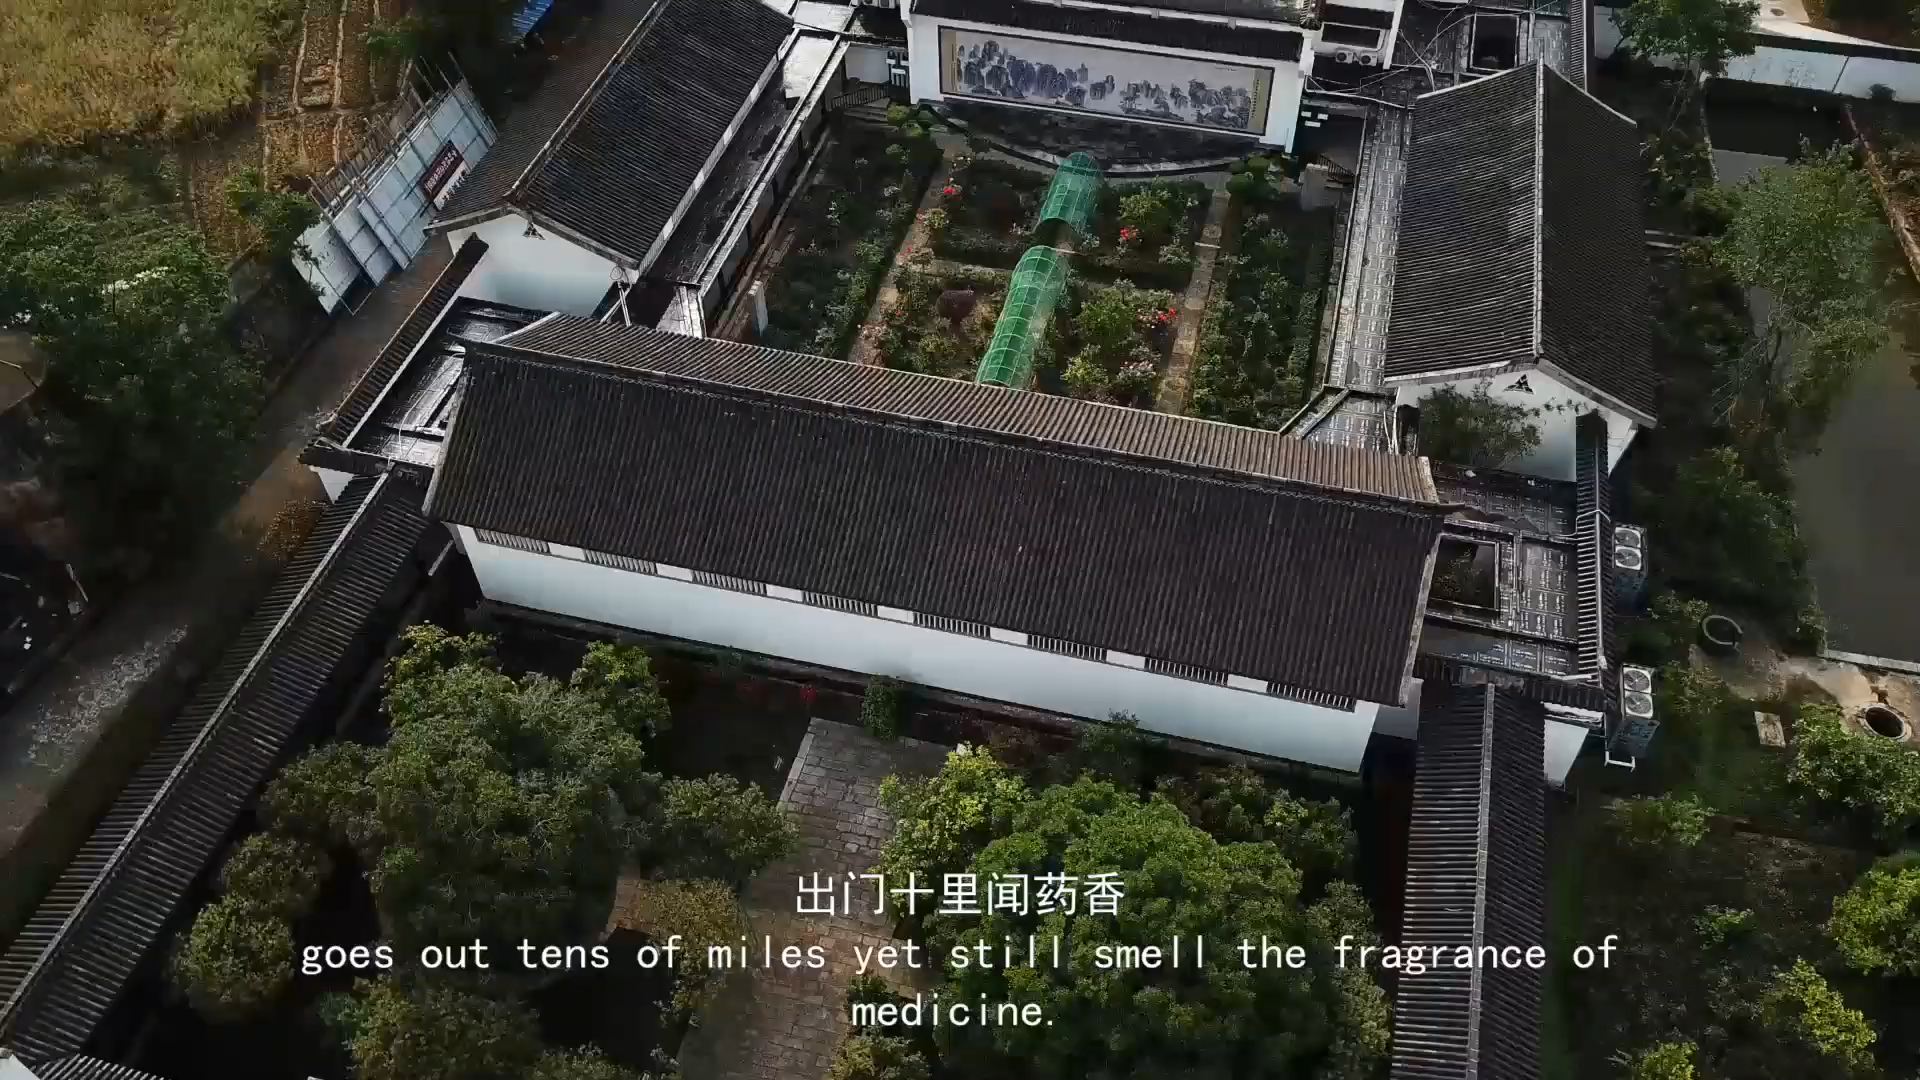 出门十里闻药香
goes out tens of miles yet still smell the fragrance of
medicine.